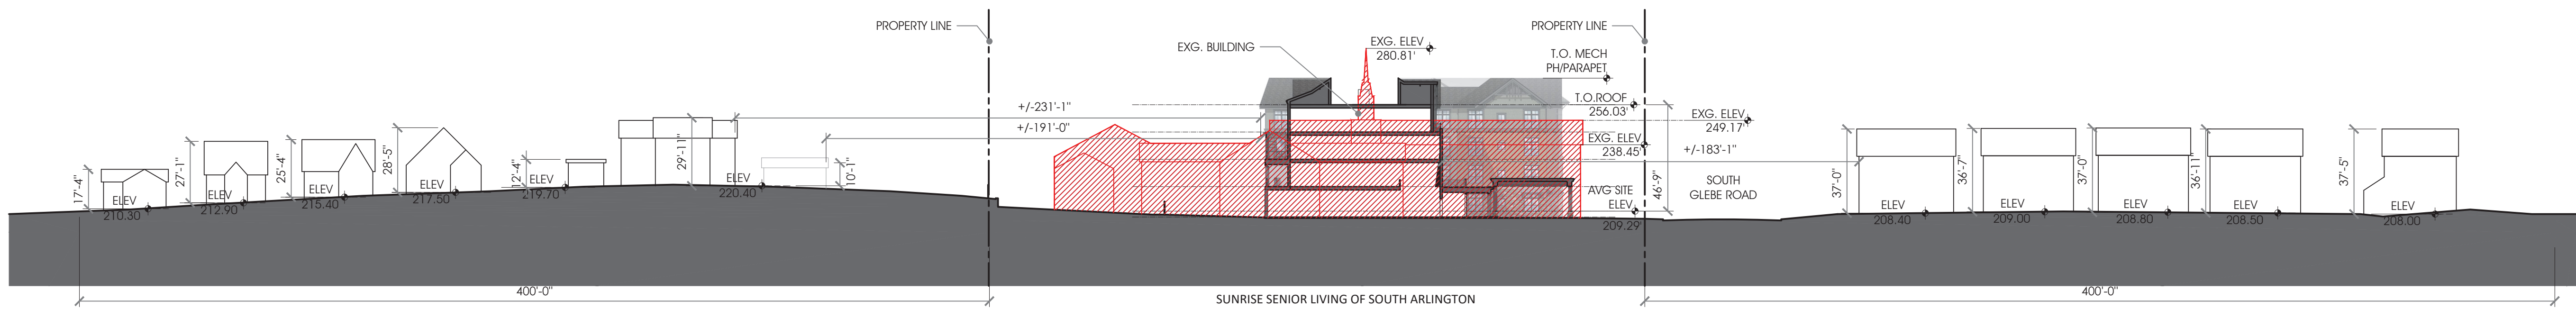 PROPERTY LINE
PROPERTY LINE
EXG. BUILDING
EXG. ELEV
280.81'
T.O. MECH
PH/PARAPET
T.O.ROOF
256.03'
EXG. ELEV
249.17'
EXG. ELEV
238.45'
+/-231'-1"
+/-191'-0"
+/-183'-1"
46'-9"
AVG SITE
ELEV
209.29'
SOUTH
GLEBE ROAD
17'-4"
ELEV
210.30
27'-1"
ELEV
212.90
25'-4"
ELEV
215.40
28'-5"
ELEV
217.50
12'-4"
ELEV
219.70
29'-11"
ELEV
220.40
10'-1"
37'-0"
ELEV
208.40
36'-7"
ELEV
209.00
37'-0"
ELEV
208.80
36'-11"
ELEV
208.50
37'-5"
ELEV
208.00
400'-0"
SUNRISE SENIOR LIVING OF SOUTH ARLINGTON
400'-0"